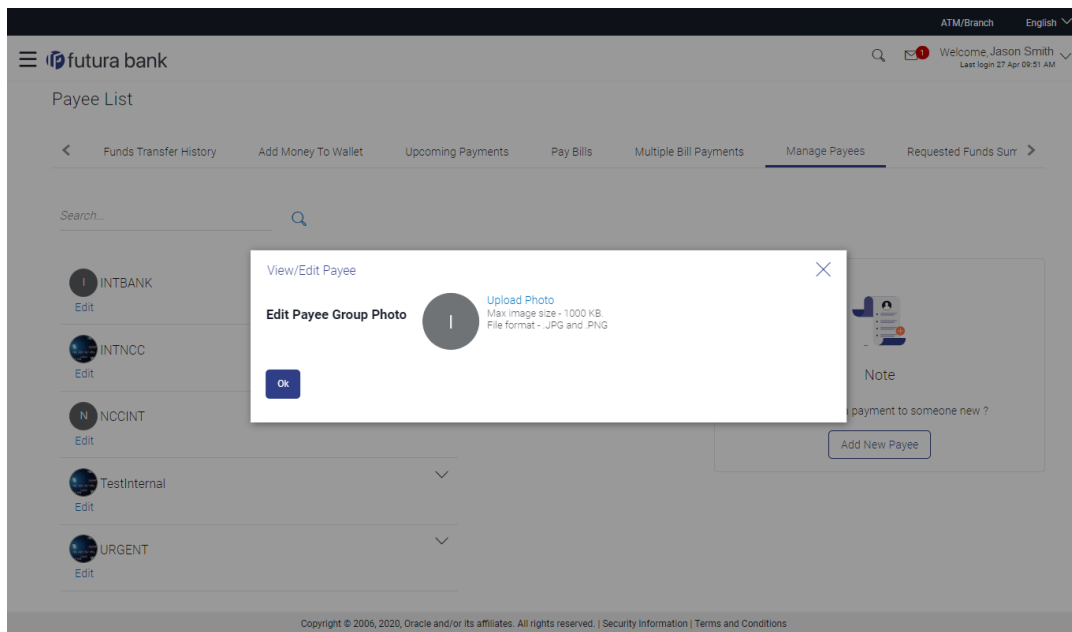 ATM/Branch English
futura bank
1
Welcome, Jason Smith
Last login 27 Apr 09:51 AM
Payee List
Funds Transfer History Add Money To Wallet Upcoming Payments Pay Bills Multiple Bill Payments Manage Payees Requested Funds Sum
Search...
I INTBANK
Edit
INTNCC
Edit
N NCCINT
Edit
TestInternal
Edit
URGENT
Edit
View/Edit Payee
Edit Payee Group Photo
I
Upload Photo
Max image size - 1000 KB.
File format - .JPG and .PNG
Ok
Note
payment to someone new ?
Add New Payee
Copyright © 2006, 2020, Oracle and/or its affiliates. All rights reserved. | Security Information | Terms and Conditions